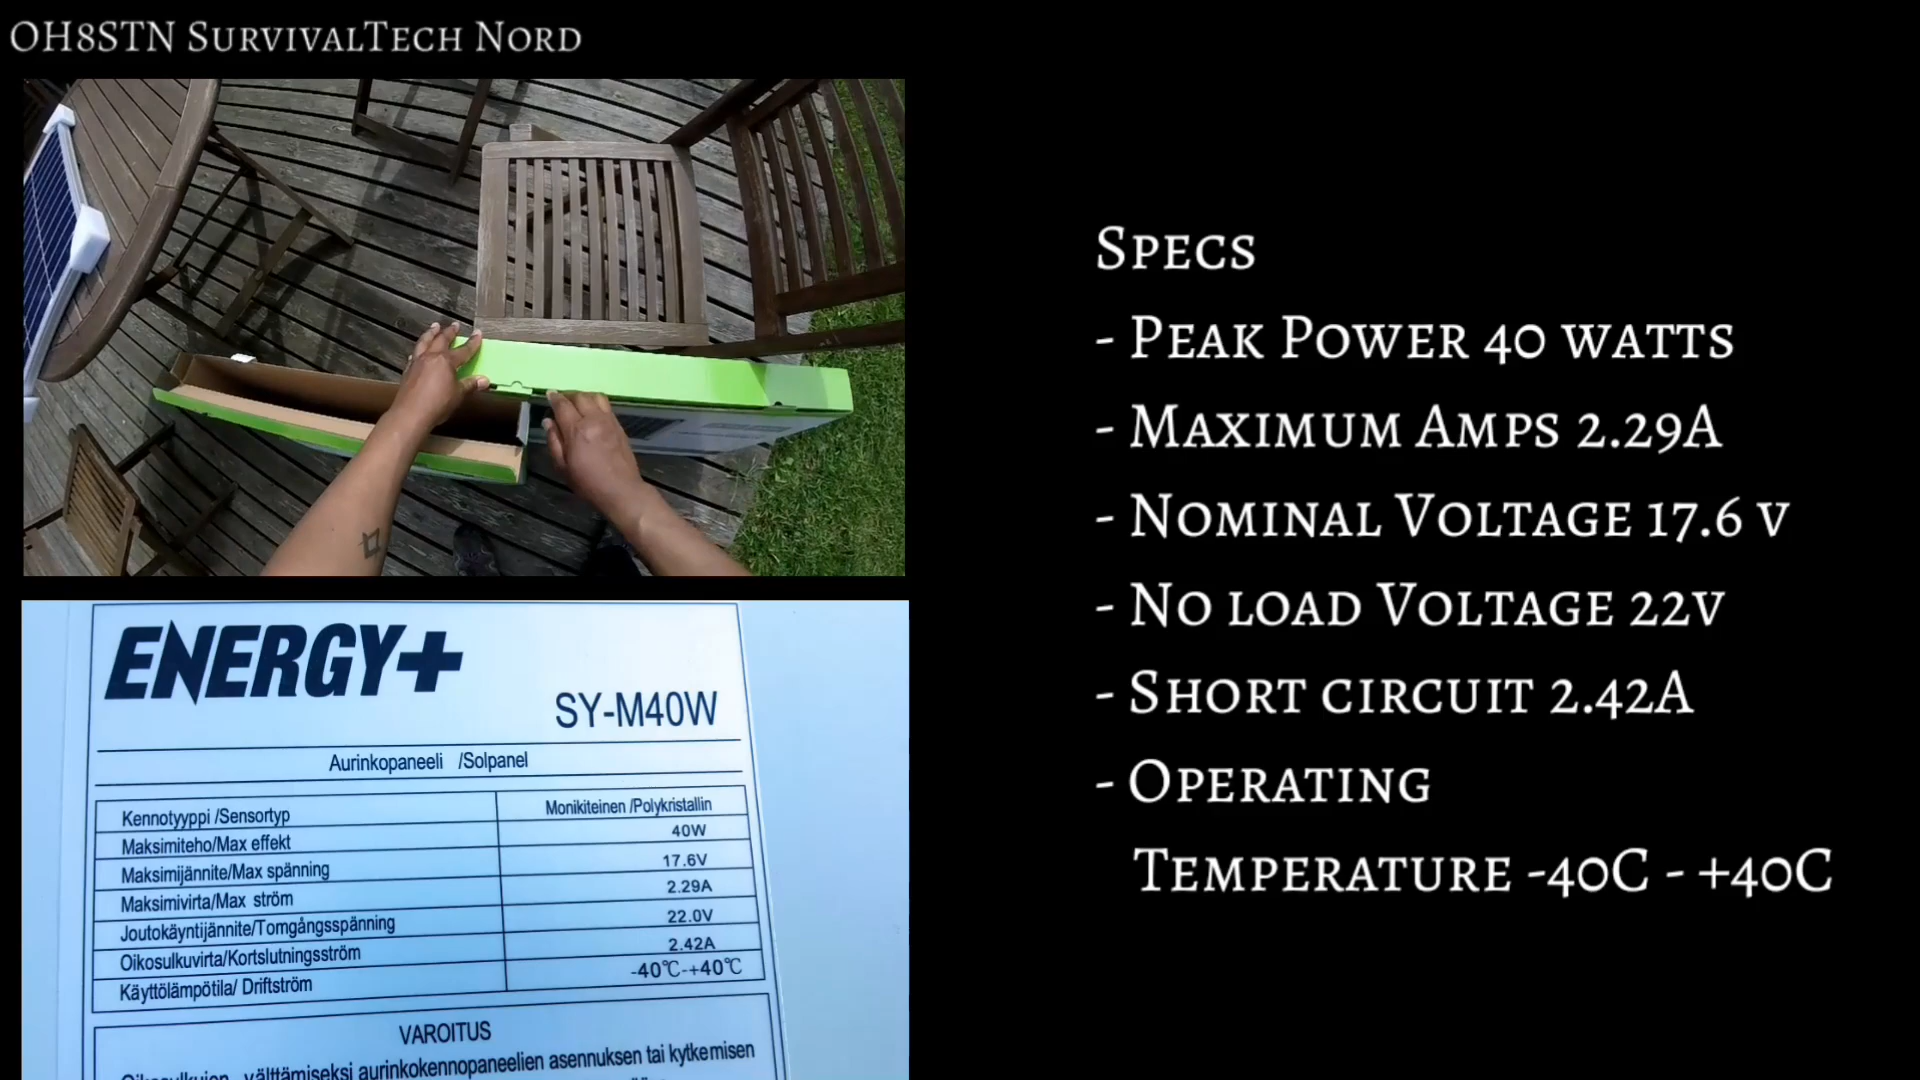 OH8STN SurvivalTech Nord
Specs
- Peak Power 40 watts
- Maximum Amps 2.29A
- Nominal Voltage 17.6 v
- No load Voltage 22v
- Short circuit 2.42A
- Operating
Temperature -40C - +40C
ENERGY+
SY-M40W
Aurinkopaneeli /Solpanel
Kennotyyppi /Sensortyp Monikiteinen /Polykristallin
Maksimiteho/Max effekt 40W
Maksimijännite/Max spänning 17.6V
Maksimivirta/Max ström 2.29A
Joutokäyntijännite/Tomgångsspänning 22.0V
Oikosulkuvirta/Kortslutningsström 2.42A
Käyttölämpötila/ Driftström -40℃-+40℃
VAROITUS
välttämiseksi aurinkokennopaneelien asennuksen tai kytkemisen